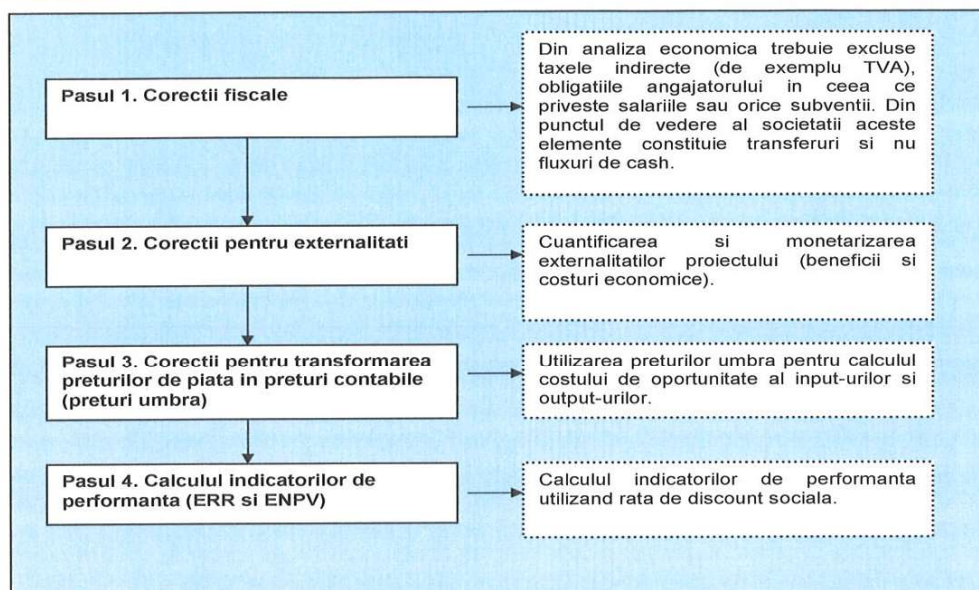 Pasul 1. Corectii fiscale
Din analiza economica trebuie excluse
taxele indirecte (de exemplu TVA),
obligatiile angajatorului in ceea ce
priveste salariile sau orice subventii. Din
punctul de vedere al societatii aceste
elemente constituie transferuri si nu
fluxuri de cash.
Pasul 2. Corectii pentru externalitati
Cuantificarea si monetarizarea
externalitatilor proiectului (beneficii si
costuri economice).
Pasul 3. Corectii pentru transformarea
preturilor de piata in preturi contabile
(preturi umbra)
Utilizarea preturilor umbra pentru calculul
costului de oportunitate al input-urilor si
output-urilor.
Pasul 4. Calculul indicatorilor de
performanta (ERR si ENPV)
Calculul indicatorilor de performanta
utilizand rata de discount sociala.